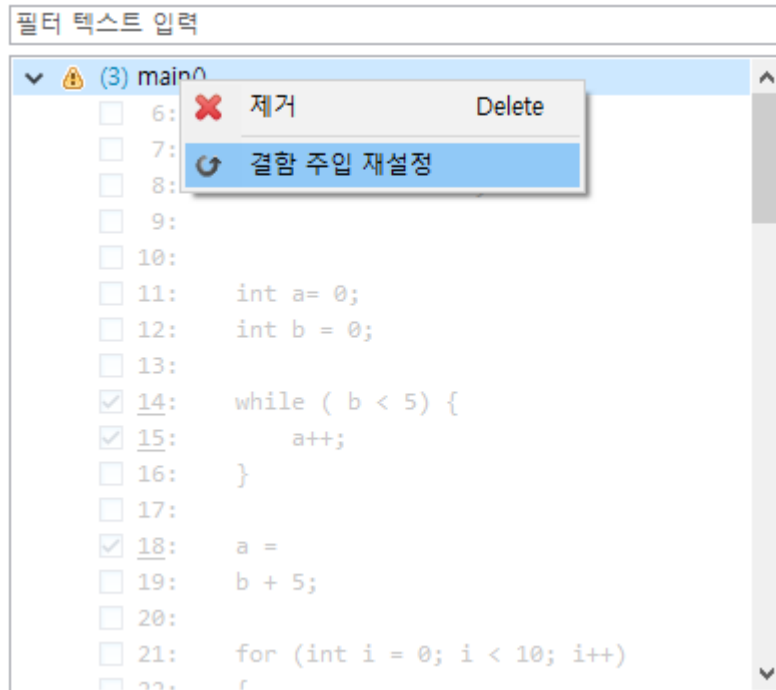 필터 텍스트 입력
(3) main()
6:
제거 Delete
7:
결함 주입 재설정
8:
9:
10:
11: int a= 0;
12: int b = 0;
13:
14: while ( b < 5) {
15: a++;
16: }
17:
18: a =
19: b + 5;
20:
21: for (int i = 0; i < 10; i++)
22: {